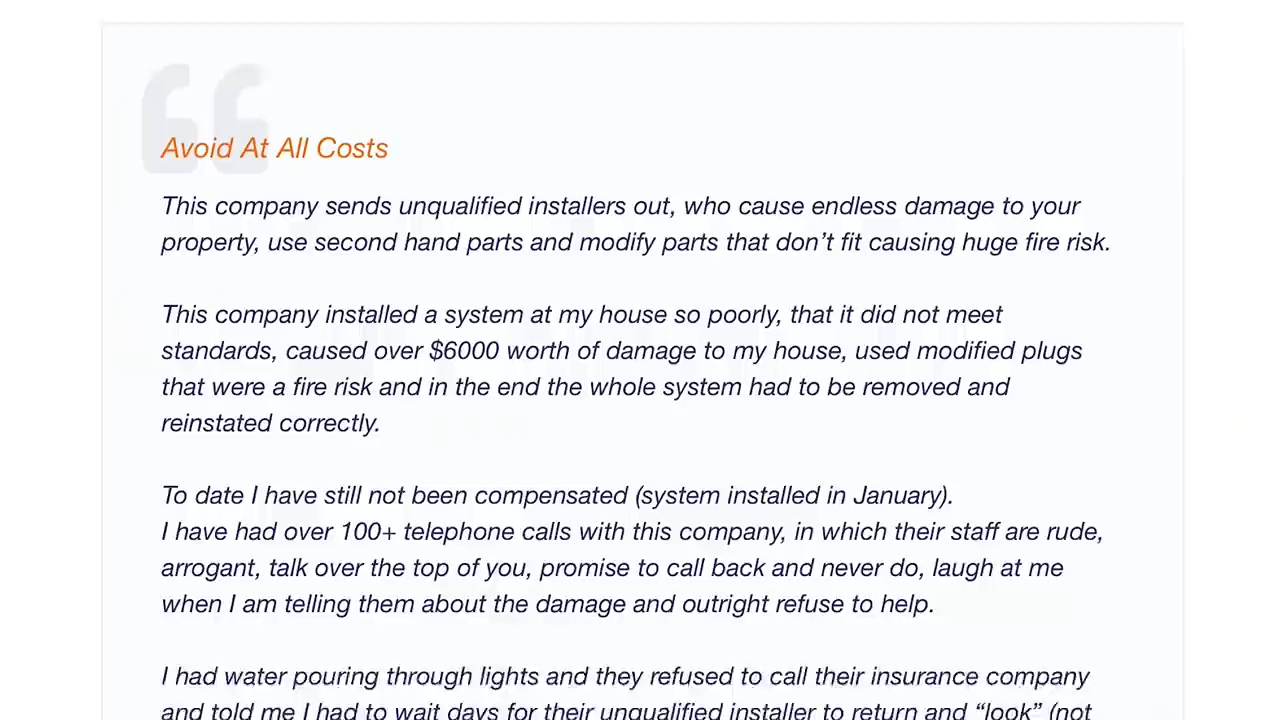 Avoid At All Costs
This company sends unqualified installers out, who cause endless damage to your
property, use second hand parts and modify parts that don’t fit causing huge fire risk.
This company installed a system at my house so poorly, that it did not meet
standards, caused over $6000 worth of damage to my house, used modified plugs
that were a fire risk and in the end the whole system had to be removed and
reinstated correctly.
To date I have still not been compensated (system installed in January).
I have had over 100+ telephone calls with this company, in which their staff are rude,
arrogant, talk over the top of you, promise to call back and never do, laugh at me
when I am telling them about the damage and outright refuse to help.
I had water pouring through lights and they refused to call their insurance company
and told me I had to wait days for their unqualified installer to return and “look” (not